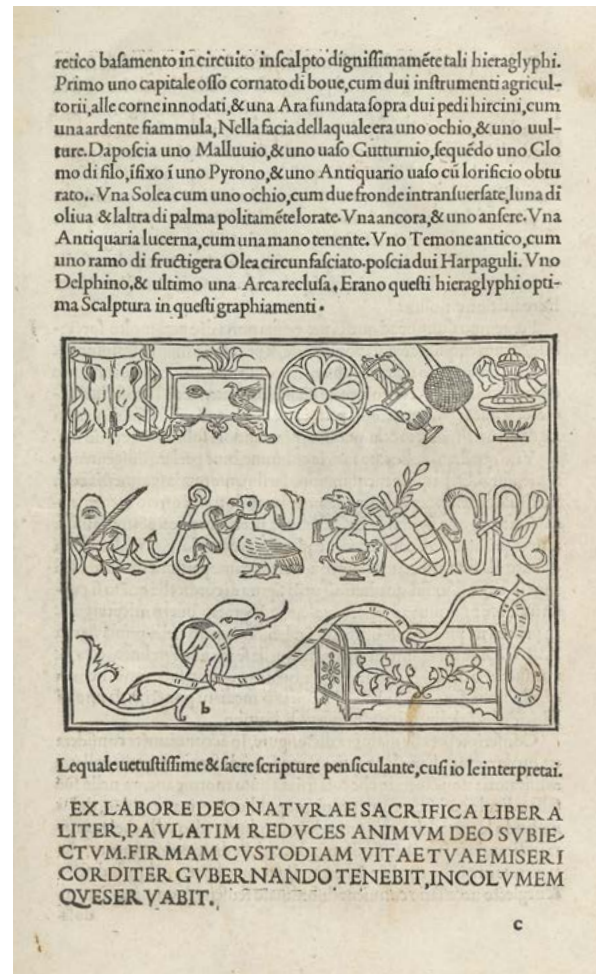 retico basamento in circuito inscalpto dignissimamẽte tali hieraglyphi.
Primo uno capitale osso cornato di boue, cum dui instrumenti agricul-
torii, alle corne innodati, & una Ara fundata sopra dui pedi hircini, cum
una ardente fiammula, Nella facia dellaquale era uno ochio, & uno uul-
ture. Daposcia uno Malluuio, & uno uaso Gutturnio, sequẽdo uno Glo
mo di filo, ĩfixo ĩ uno Pyrono, & uno Antiquario uaso cũ lorificio obtu
rato.. Vna Solea cum uno ochio, cum due fronde intransuersate, luna di
oliua & laltra di palma politamẽte lorate. Vna ancora, & uno ansere. Vna
Antiquaria lucerna, cum una mano tenente. Vno Temone antico, cum
uno ramo di fructigera Olea circunfasciato. poscia dui Harpaguli. Vno
Delphino, & ultimo una Arca reclusa. Erano questi hieraglyphi opti-
ma Scalptura in questi graphiamenti.
b
Lequale uetustissime & sacre scripture pensiculante, cusi io le interpretai.
EX LABORE DEO NATVRAE SACRIFICA LIBERA
LITER, PAVLATIM REDVCES ANIMVM DEO SVBIE-
CTVM. FIRMAM CVSTODIAM VITAE TVAE MISERI
CORDITER GVBERNANDO TENEBIT, INCOLVMEM
QVE SERVABIT.
c